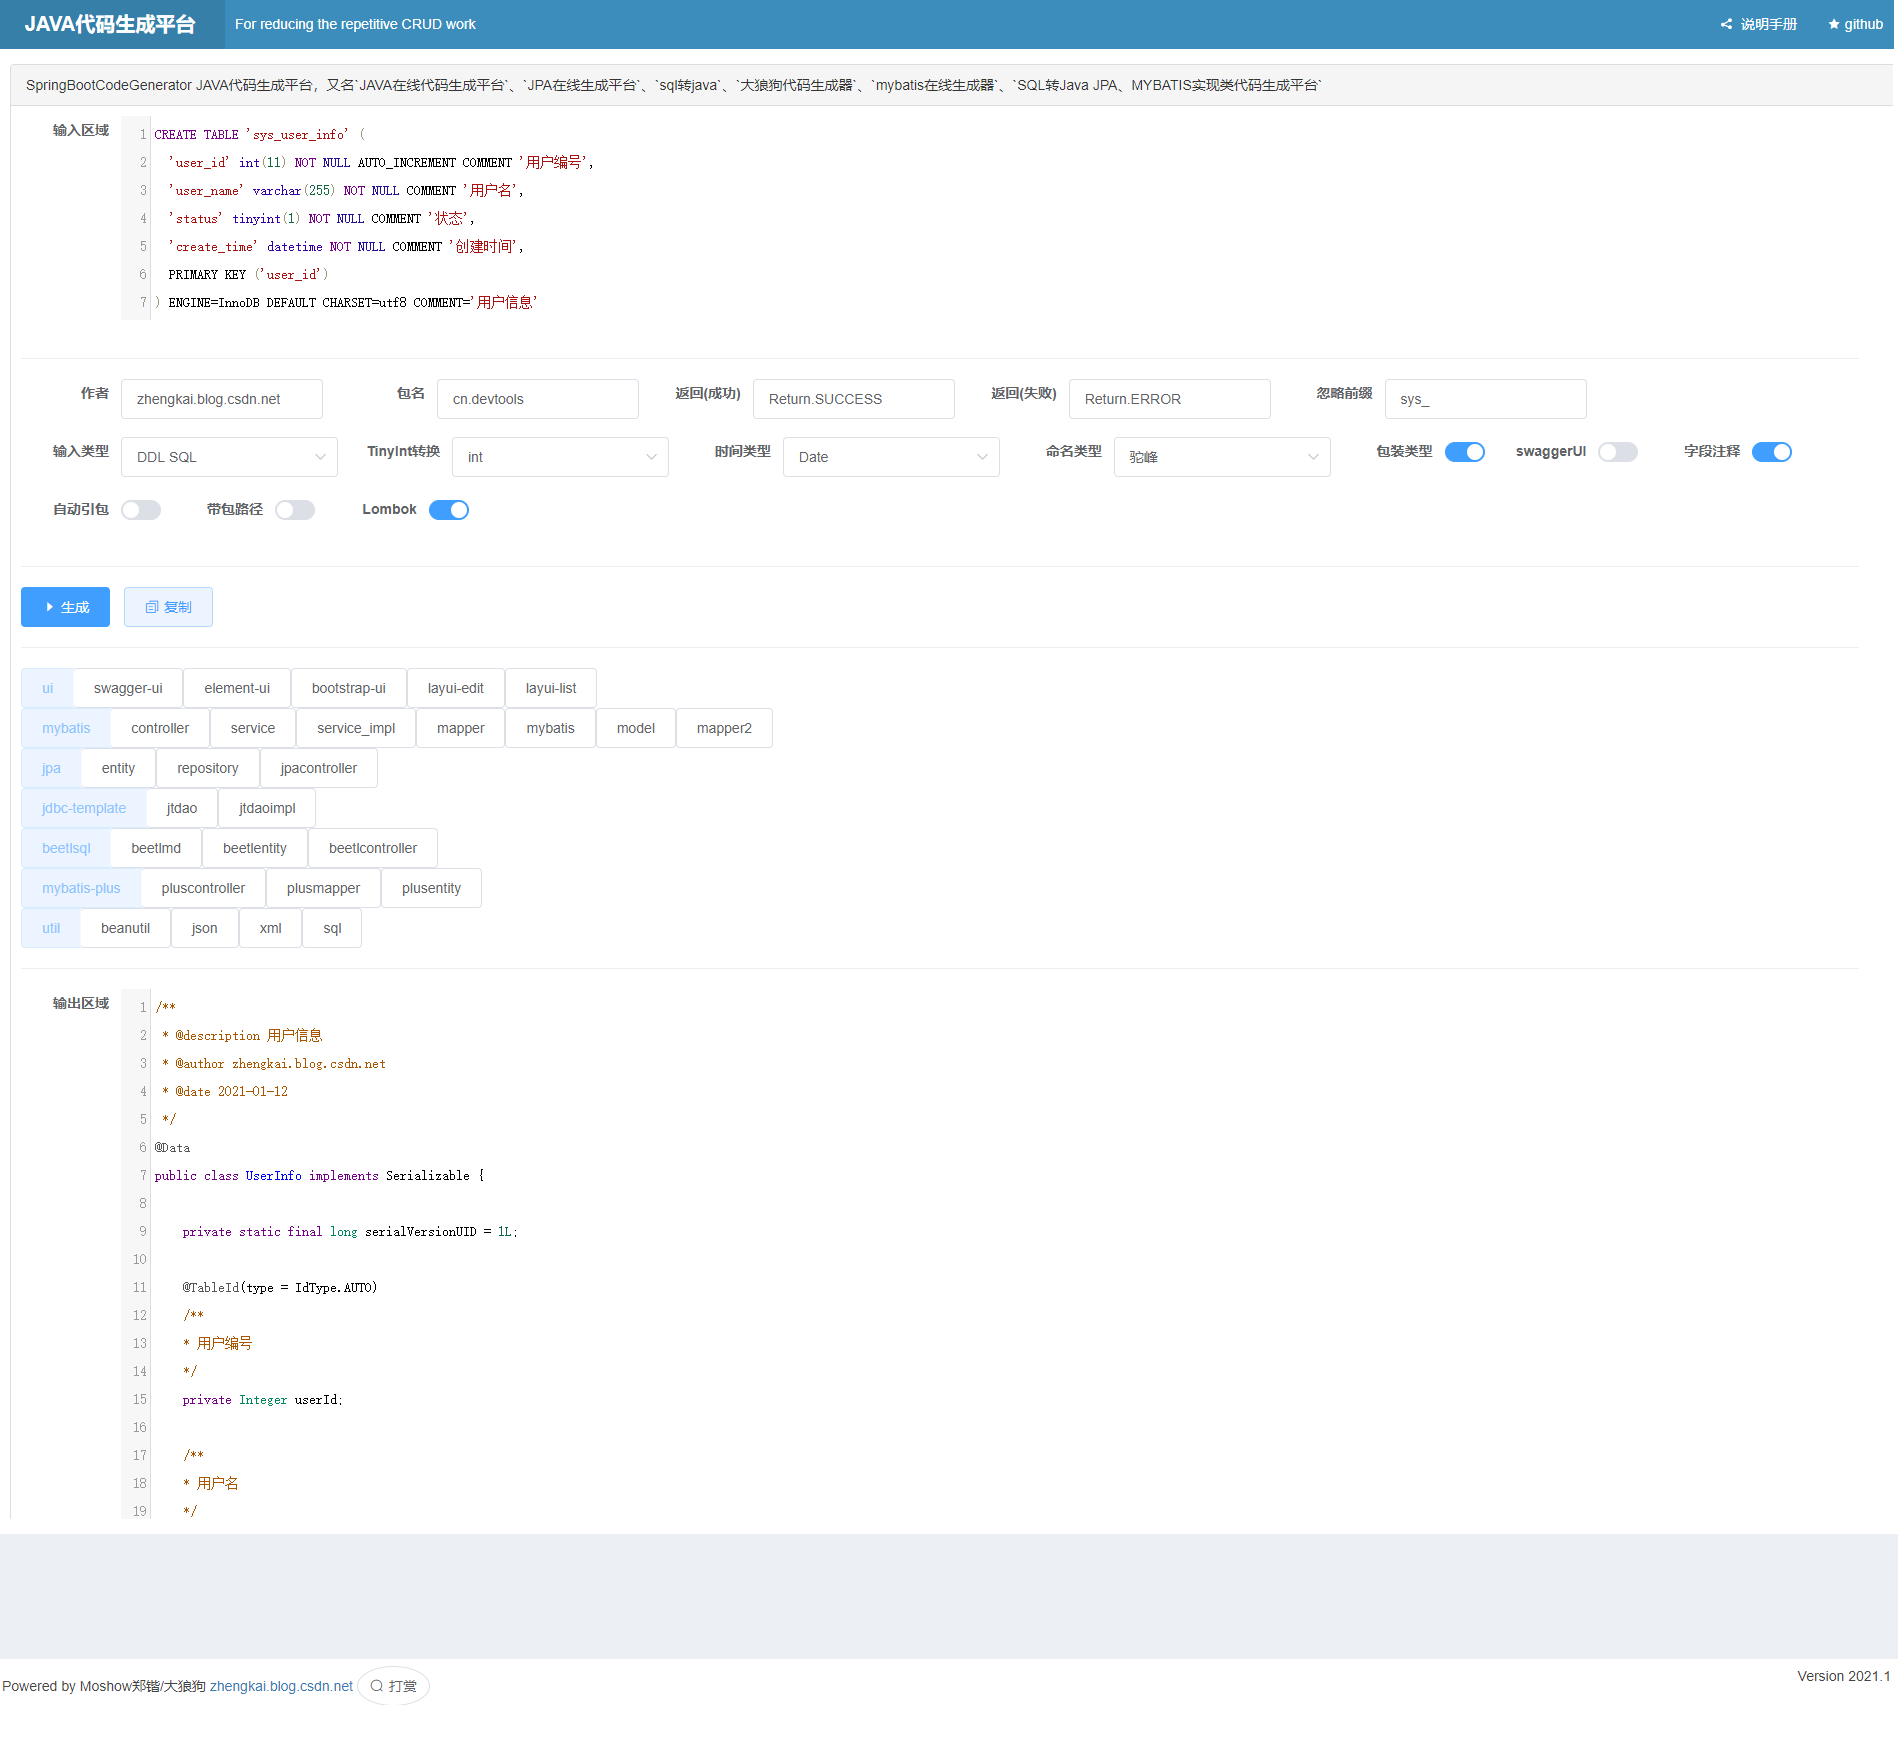 JAVA代码生成平台
For reducing the repetitive CRUD work
说明手册
github
SpringBootCodeGenerator JAVA代码生成平台，又名`JAVA在线代码生成平台`、`JPA在线生成平台`、`sql转java`、`大狼狗代码生成器`、`mybatis在线生成器`、`SQL转Java JPA、MYBATIS实现类代码生成平台`
输入区域
1 CREATE TABLE 'sys_user_info' (
2 'user_id' int(11) NOT NULL AUTO_INCREMENT COMMENT '用户编号',
3 'user_name' varchar(255) NOT NULL COMMENT '用户名',
4 'status' tinyint(1) NOT NULL COMMENT '状态',
5 'create_time' datetime NOT NULL COMMENT '创建时间',
6 PRIMARY KEY ('user_id')
7 ) ENGINE=InnoDB DEFAULT CHARSET=utf8 COMMENT='用户信息'
作者 zhengkai.blog.csdn.net 包名 cn.devtools 返回(成功) Return.SUCCESS 返回(失败) Return.ERROR 忽略前缀 sys_
输入类型 DDL SQL TinyInt转换 int 时间类型 Date 命名类型 驼峰 包装类型 swaggerUI 字段注释
自动引包 带包路径 Lombok
生成 复制
ui swagger-ui element-ui bootstrap-ui layui-edit layui-list
mybatis controller service service_impl mapper mybatis model mapper2
jpa entity repository jpacontroller
jdbc-template jtdao jtdaoimpl
beetlsql beetlmd beetlentity beetlcontroller
mybatis-plus pluscontroller plusmapper plusentity
util beanutil json xml sql
输出区域
1 /**
2 * @description 用户信息
3 * @author zhengkai.blog.csdn.net
4 * @date 2021-01-12
5 */
6 @Data
7 public class UserInfo implements Serializable {
8
9 private static final long serialVersionUID = 1L;
10
11 @TableId(type = IdType.AUTO)
12 /**
13 * 用户编号
14 */
15 private Integer userId;
16
17 /**
18 * 用户名
19 */
Powered by Moshow郑锴/大狼狗 zhengkai.blog.csdn.net 打赏
Version 2021.1